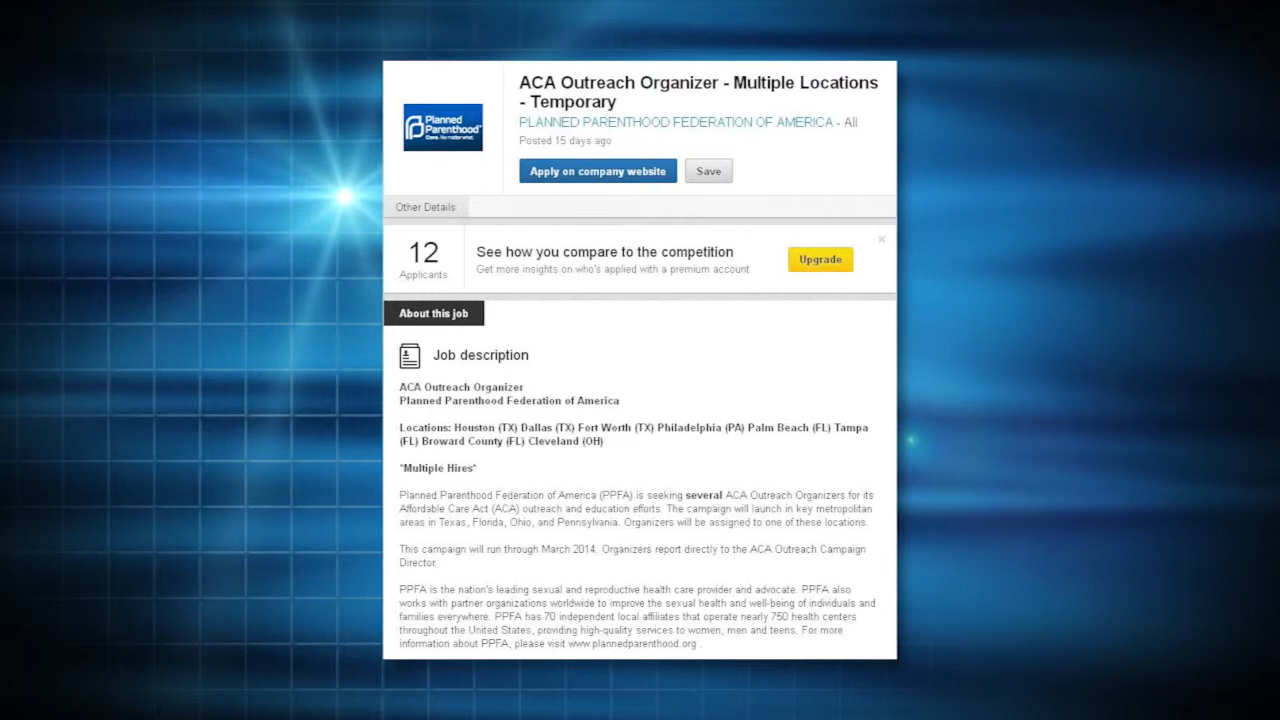 Planned
Parenthood®
Care. No matter what.
ACA Outreach Organizer - Multiple Locations
- Temporary
PLANNED PARENTHOOD FEDERATION OF AMERICA - All
Posted 15 days ago
Apply on company website
Save
Other Details
12
Applicants
See how you compare to the competition
Get more insights on who's applied with a premium account
Upgrade
×
About this job
Job description
ACA Outreach Organizer
Planned Parenthood Federation of America
Locations: Houston (TX) Dallas (TX) Fort Worth (TX) Philadelphia (PA) Palm Beach (FL) Tampa
(FL) Broward County (FL) Cleveland (OH)
*Multiple Hires*
Planned Parenthood Federation of America (PPFA) is seeking several ACA Outreach Organizers for its
Affordable Care Act (ACA) outreach and education efforts. The campaign will launch in key metropolitan
areas in Texas, Florida, Ohio, and Pennsylvania. Organizers will be assigned to one of these locations.
This campaign will run through March 2014. Organizers report directly to the ACA Outreach Campaign
Director.
PPFA is the nation's leading sexual and reproductive health care provider and advocate. PPFA also
works with partner organizations worldwide to improve the sexual health and well-being of individuals and
families everywhere. PPFA has 70 independent local affiliates that operate nearly 750 health centers
throughout the United States, providing high-quality services to women, men and teens. For more
information about PPFA, please visit www.plannedparenthood.org .